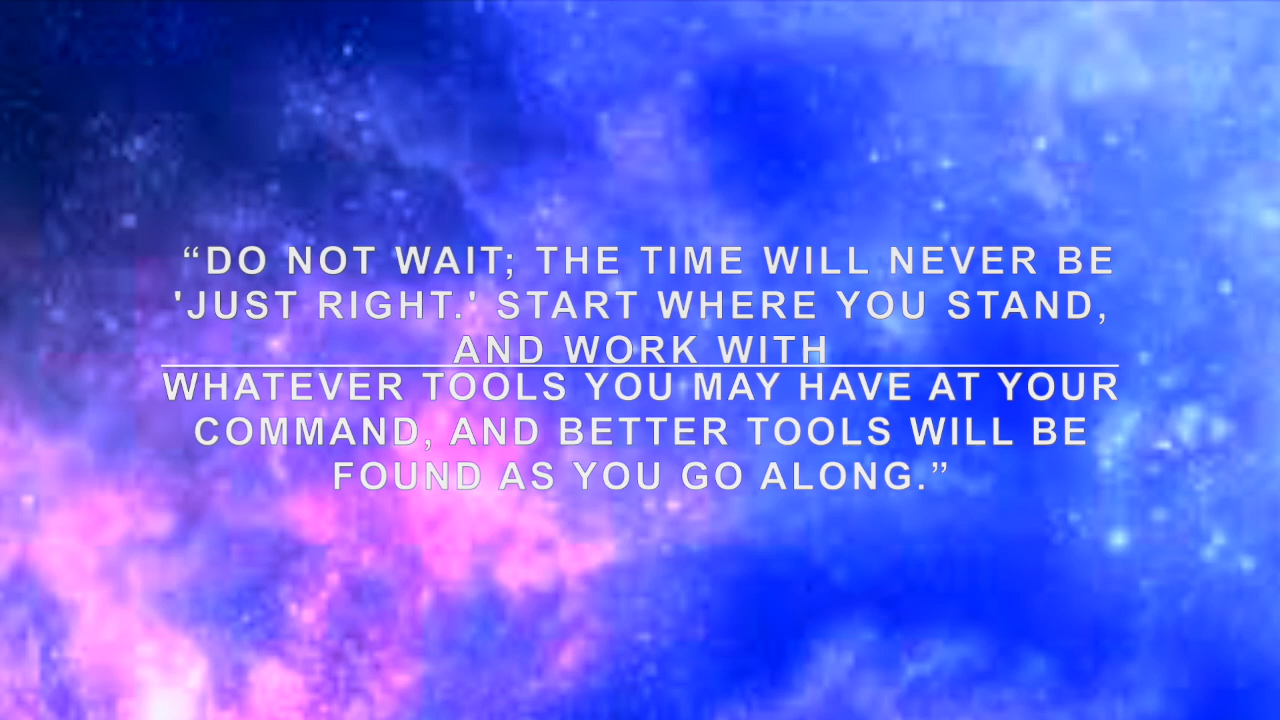 “DO NOT WAIT; THE TIME WILL NEVER BE
'JUST RIGHT.' START WHERE YOU STAND,
AND WORK WITH
WHATEVER TOOLS YOU MAY HAVE AT YOUR
COMMAND, AND BETTER TOOLS WILL BE
FOUND AS YOU GO ALONG.”